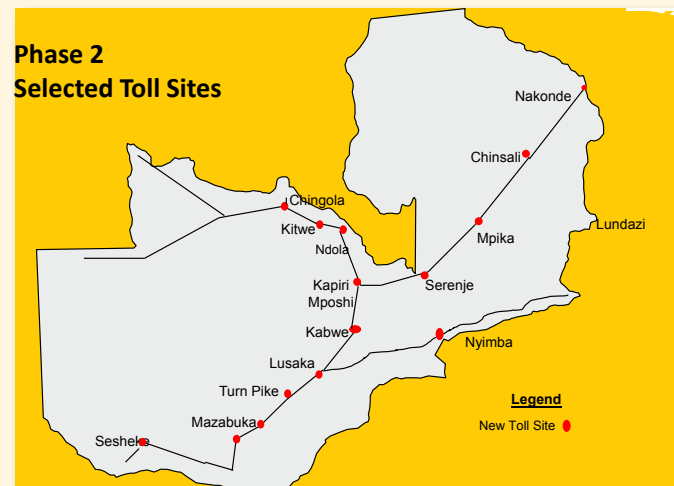 Phase 2
Selected Toll Sites
Nakonde
Chinsali
Chingola
Lundazi
Kitwe
Mpika
Ndola
Kapiri
Serenje
Mposhi
Kabwe
Nyimba
Lusaka
Turn Pike
Legend
Mazabuka
New Toll Site
Sesheke